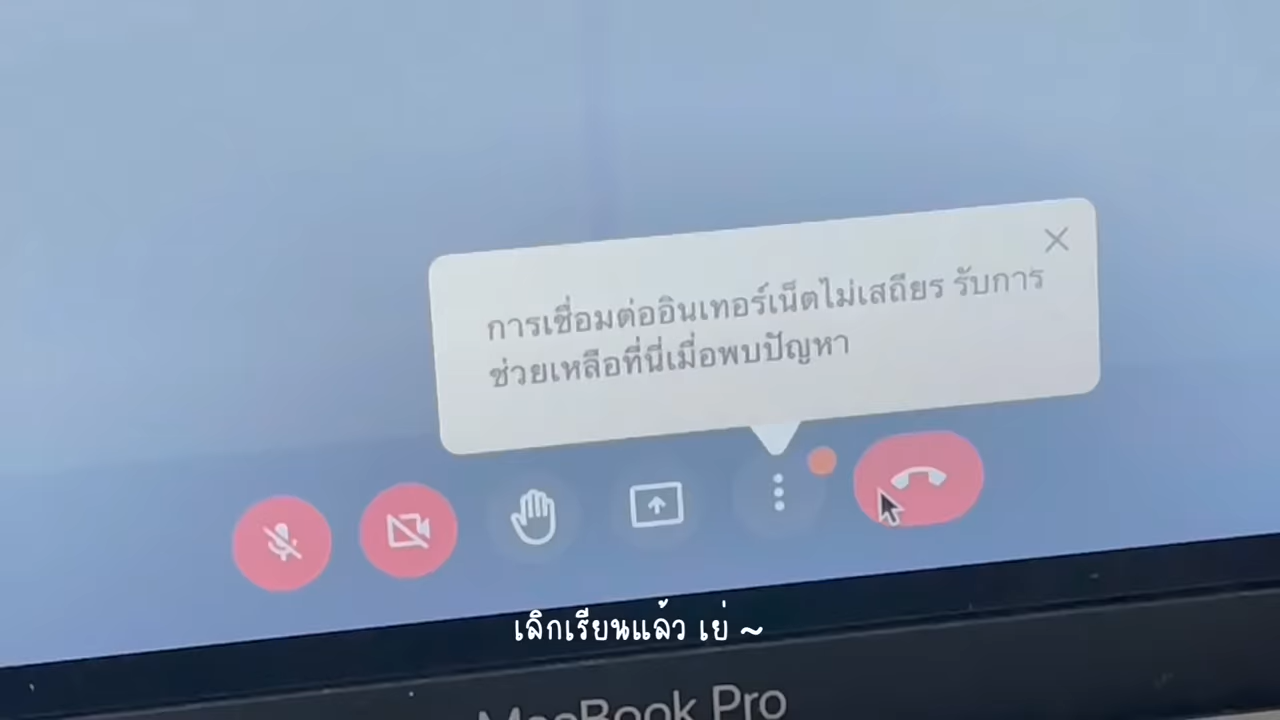 การเชื่อมต่ออินเทอร์เน็ตไม่เสถียร รับการ
ช่วยเหลือที่นี่เมื่อพบปัญหา
เลิกเรียนแล้ว เย่ ~
MacBook Pro